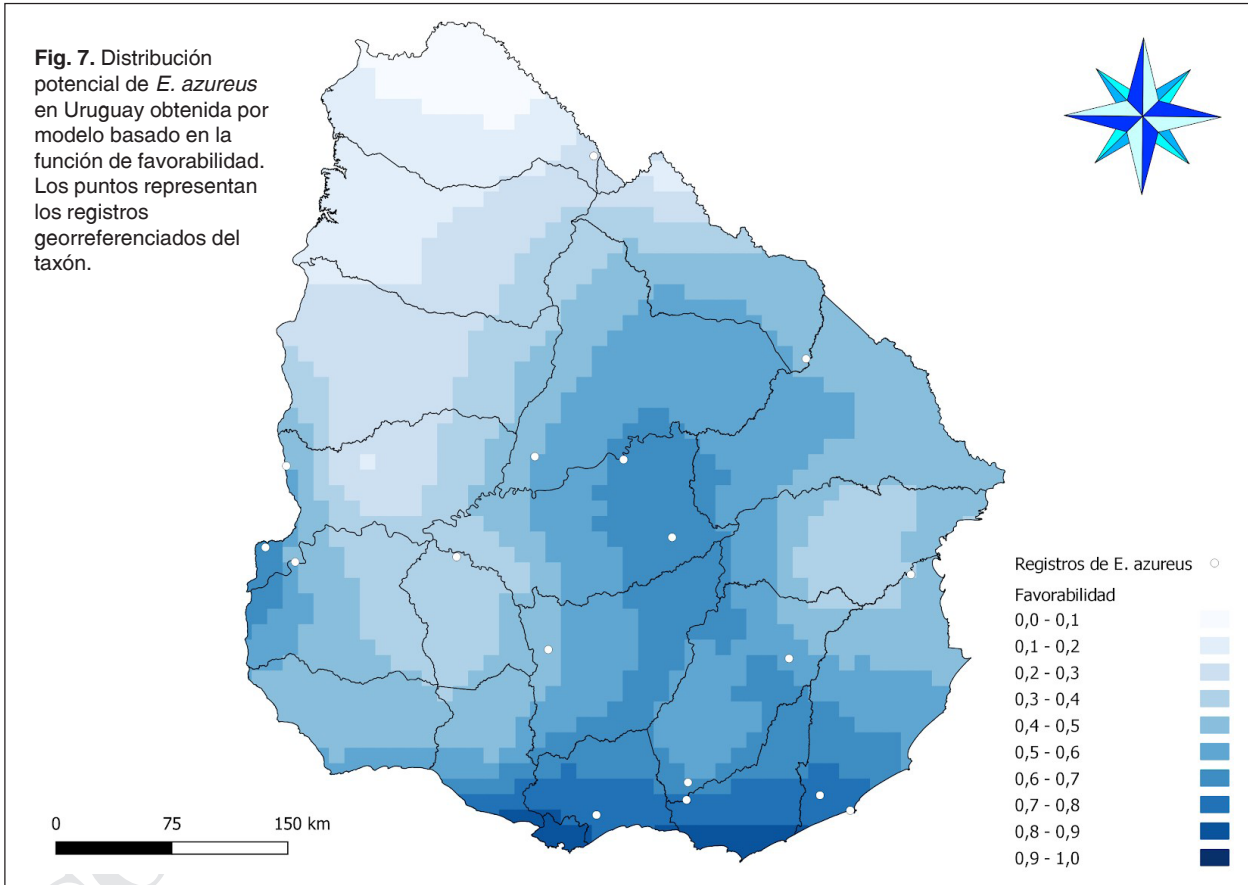 Fig. 7. Distribución
potencial de E. azureus
en Uruguay obtenida por
modelo basado en la
función de favorabilidad.
Los puntos representan
los registros
georreferenciados del
taxón.
Registros de E. azureus
Favorabilidad
0,0 - 0,1
0,1 - 0,2
0,2 - 0,3
0,3 - 0,4
0,4 - 0,5
0,5 - 0,6
0,6 - 0,7
0,7 - 0,8
0,8 - 0,9
0,9 - 1,0
0 75 150 km